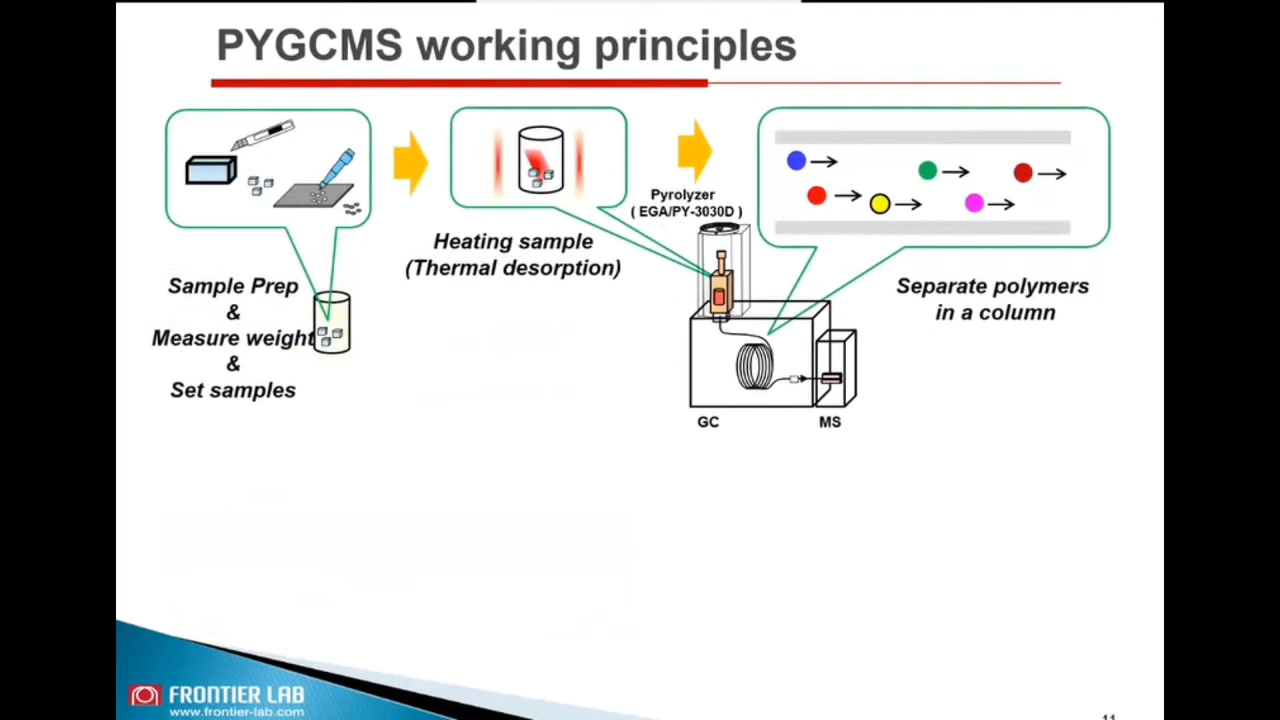 PYGCMS working principles
Pyrolyzer
( EGA/PY-3030D )
Heating sample
(Thermal desorption)
Sample Prep
&
Measure weight
&
Set samples
Separate polymers
in a column
GC
MS
FRONTIER LAB
www.frontier-lab.com
11